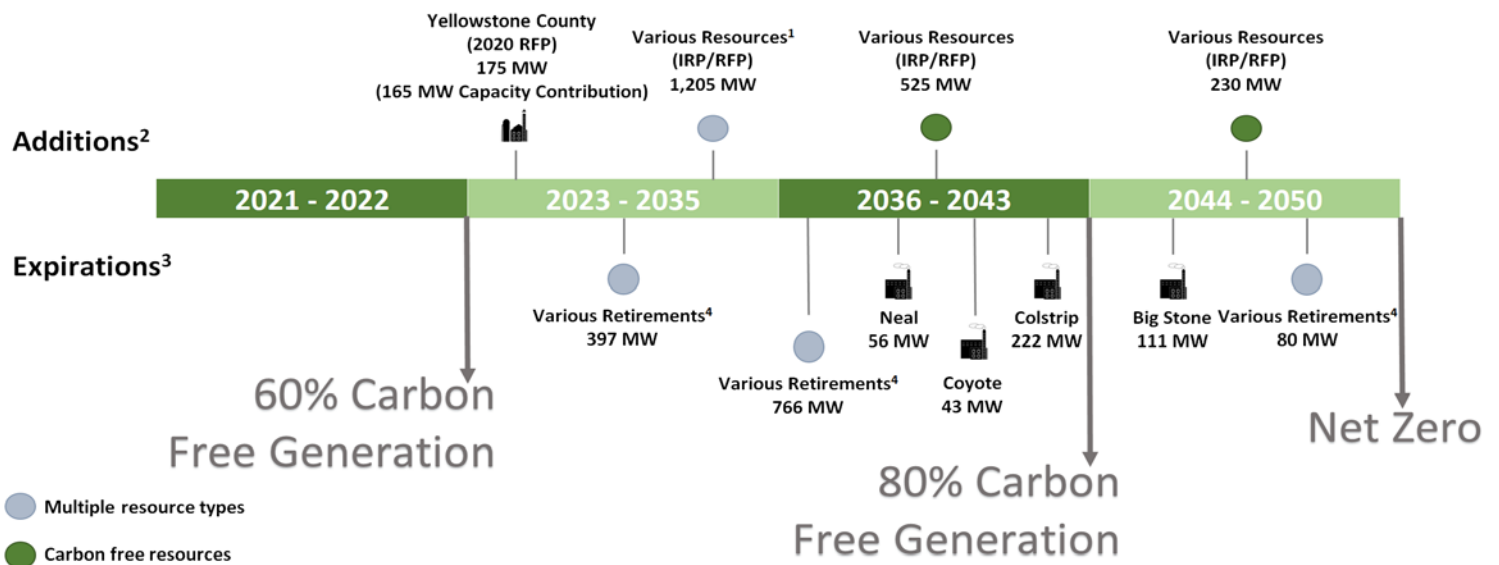 Yellowstone County
(2020 RFP)
175 MW
(165 MW Capacity Contribution)
Various Resources¹
(IRP/RFP)
1,205 MW
Various Resources
(IRP/RFP)
525 MW
Various Resources
(IRP/RFP)
230 MW
Additions²
2021 - 2022
2023 - 2035
2036 - 2043
2044 - 2050
Expirations³
Various Retirements⁴
397 MW
Various Retirements⁴
766 MW
Neal
56 MW
Coyote
43 MW
Colstrip
222 MW
Big Stone
111 MW
Various Retirements⁴
80 MW
60% Carbon
Free Generation
80% Carbon
Free Generation
Net Zero
Multiple resource types
Carbon free resources